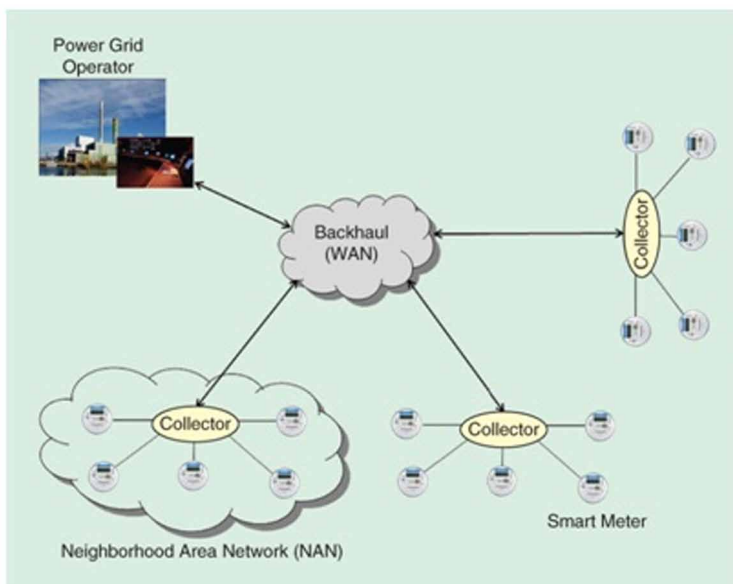 Power Grid
Operator
Backhaul
(WAN)
Collector
Collector
Collector
Smart Meter
Neighborhood Area Network (NAN)